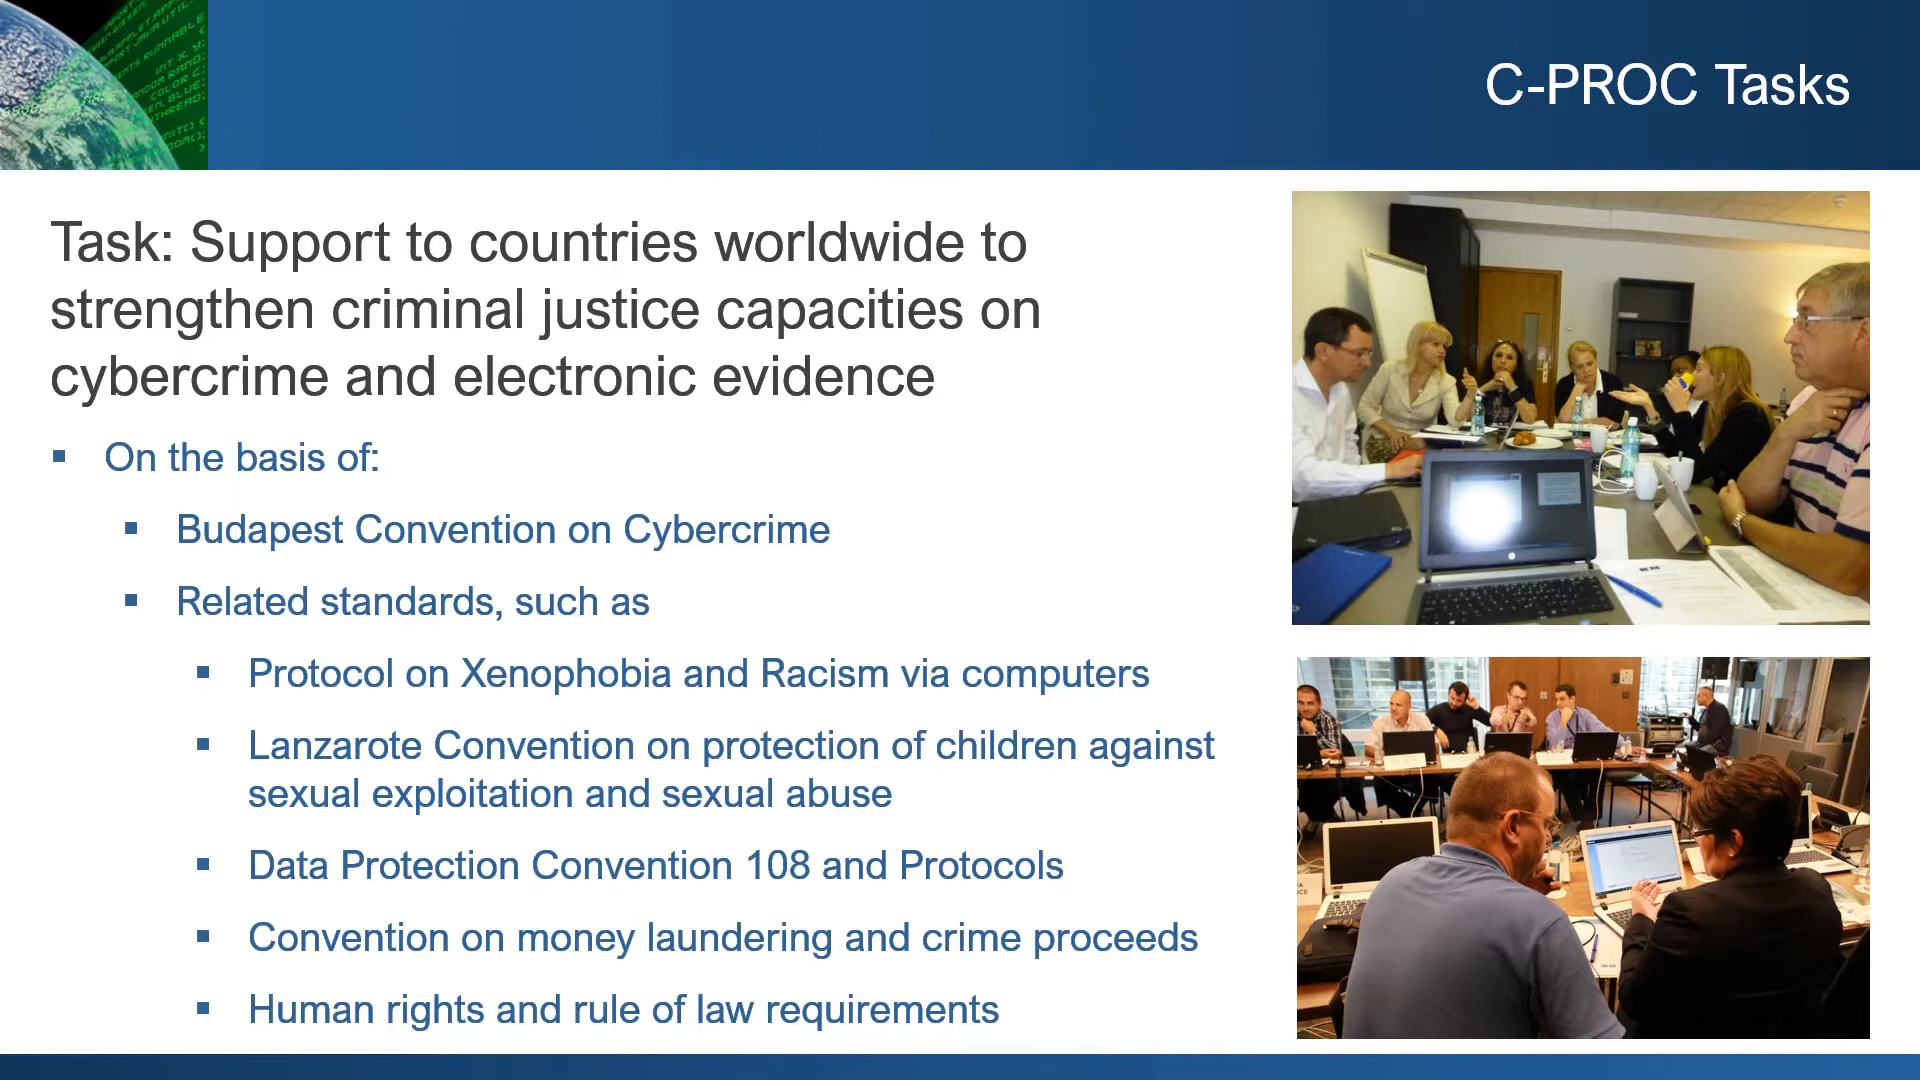 C-PROC Tasks
Task: Support to countries worldwide to
strengthen criminal justice capacities on
cybercrime and electronic evidence
On the basis of:
Budapest Convention on Cybercrime
Related standards, such as
Protocol on Xenophobia and Racism via computers
Lanzarote Convention on protection of children against
sexual exploitation and sexual abuse
Data Protection Convention 108 and Protocols
Convention on money laundering and crime proceeds
Human rights and rule of law requirements